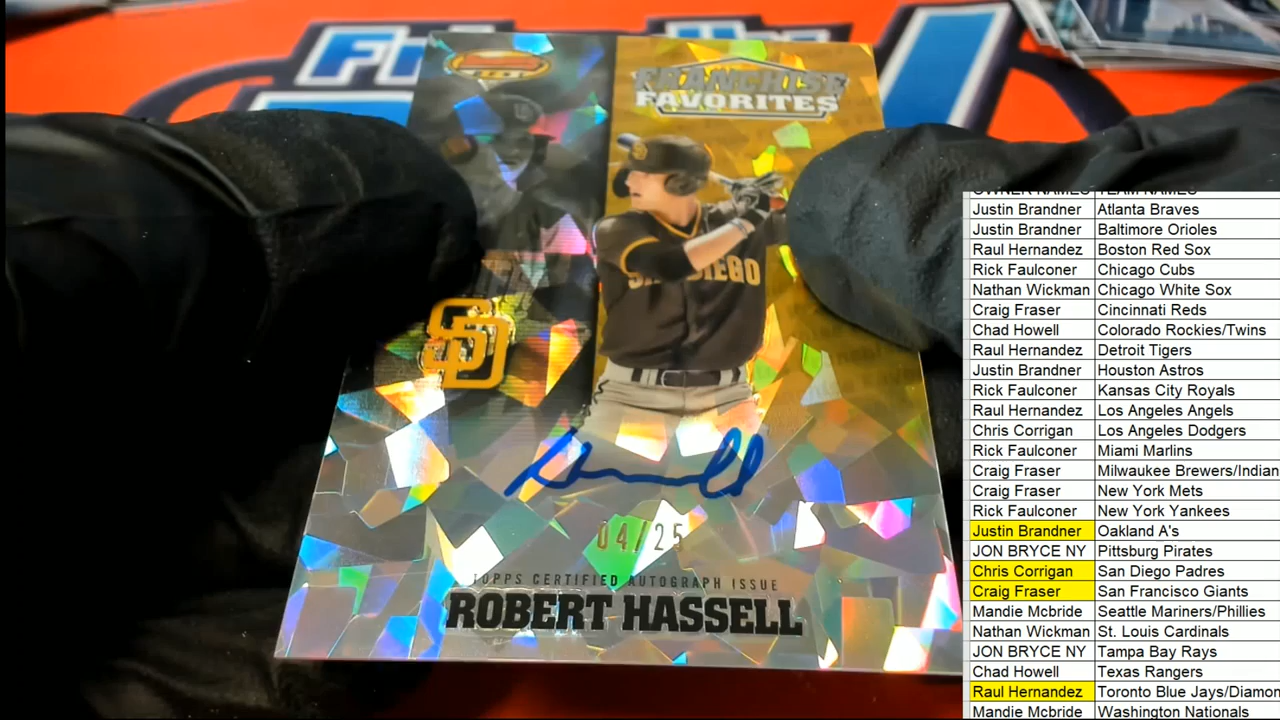 FRANCHISE
FAVORITES
SAN DIEGO
SD
Hassell
04/25
TOPPS CERTIFIED AUTOGRAPH ISSUE
ROBERT HASSELL
OWNER NAMES TEAM NAMES
Justin Brandner Atlanta Braves
Justin Brandner Baltimore Orioles
Raul Hernandez Boston Red Sox
Rick Faulconer Chicago Cubs
Nathan Wickman Chicago White Sox
Craig Fraser Cincinnati Reds
Chad Howell Colorado Rockies/Twins
Raul Hernandez Detroit Tigers
Justin Brandner Houston Astros
Rick Faulconer Kansas City Royals
Raul Hernandez Los Angeles Angels
Chris Corrigan Los Angeles Dodgers
Rick Faulconer Miami Marlins
Craig Fraser Milwaukee Brewers/Indian
Craig Fraser New York Mets
Rick Faulconer New York Yankees
Justin Brandner Oakland A's
JON BRYCE NY Pittsburg Pirates
Chris Corrigan San Diego Padres
Craig Fraser San Francisco Giants
Mandie Mcbride Seattle Mariners/Phillies
Nathan Wickman St. Louis Cardinals
JON BRYCE NY Tampa Bay Rays
Chad Howell Texas Rangers
Raul Hernandez Toronto Blue Jays/Diamon
Mandie Mcbride Washington Nationals